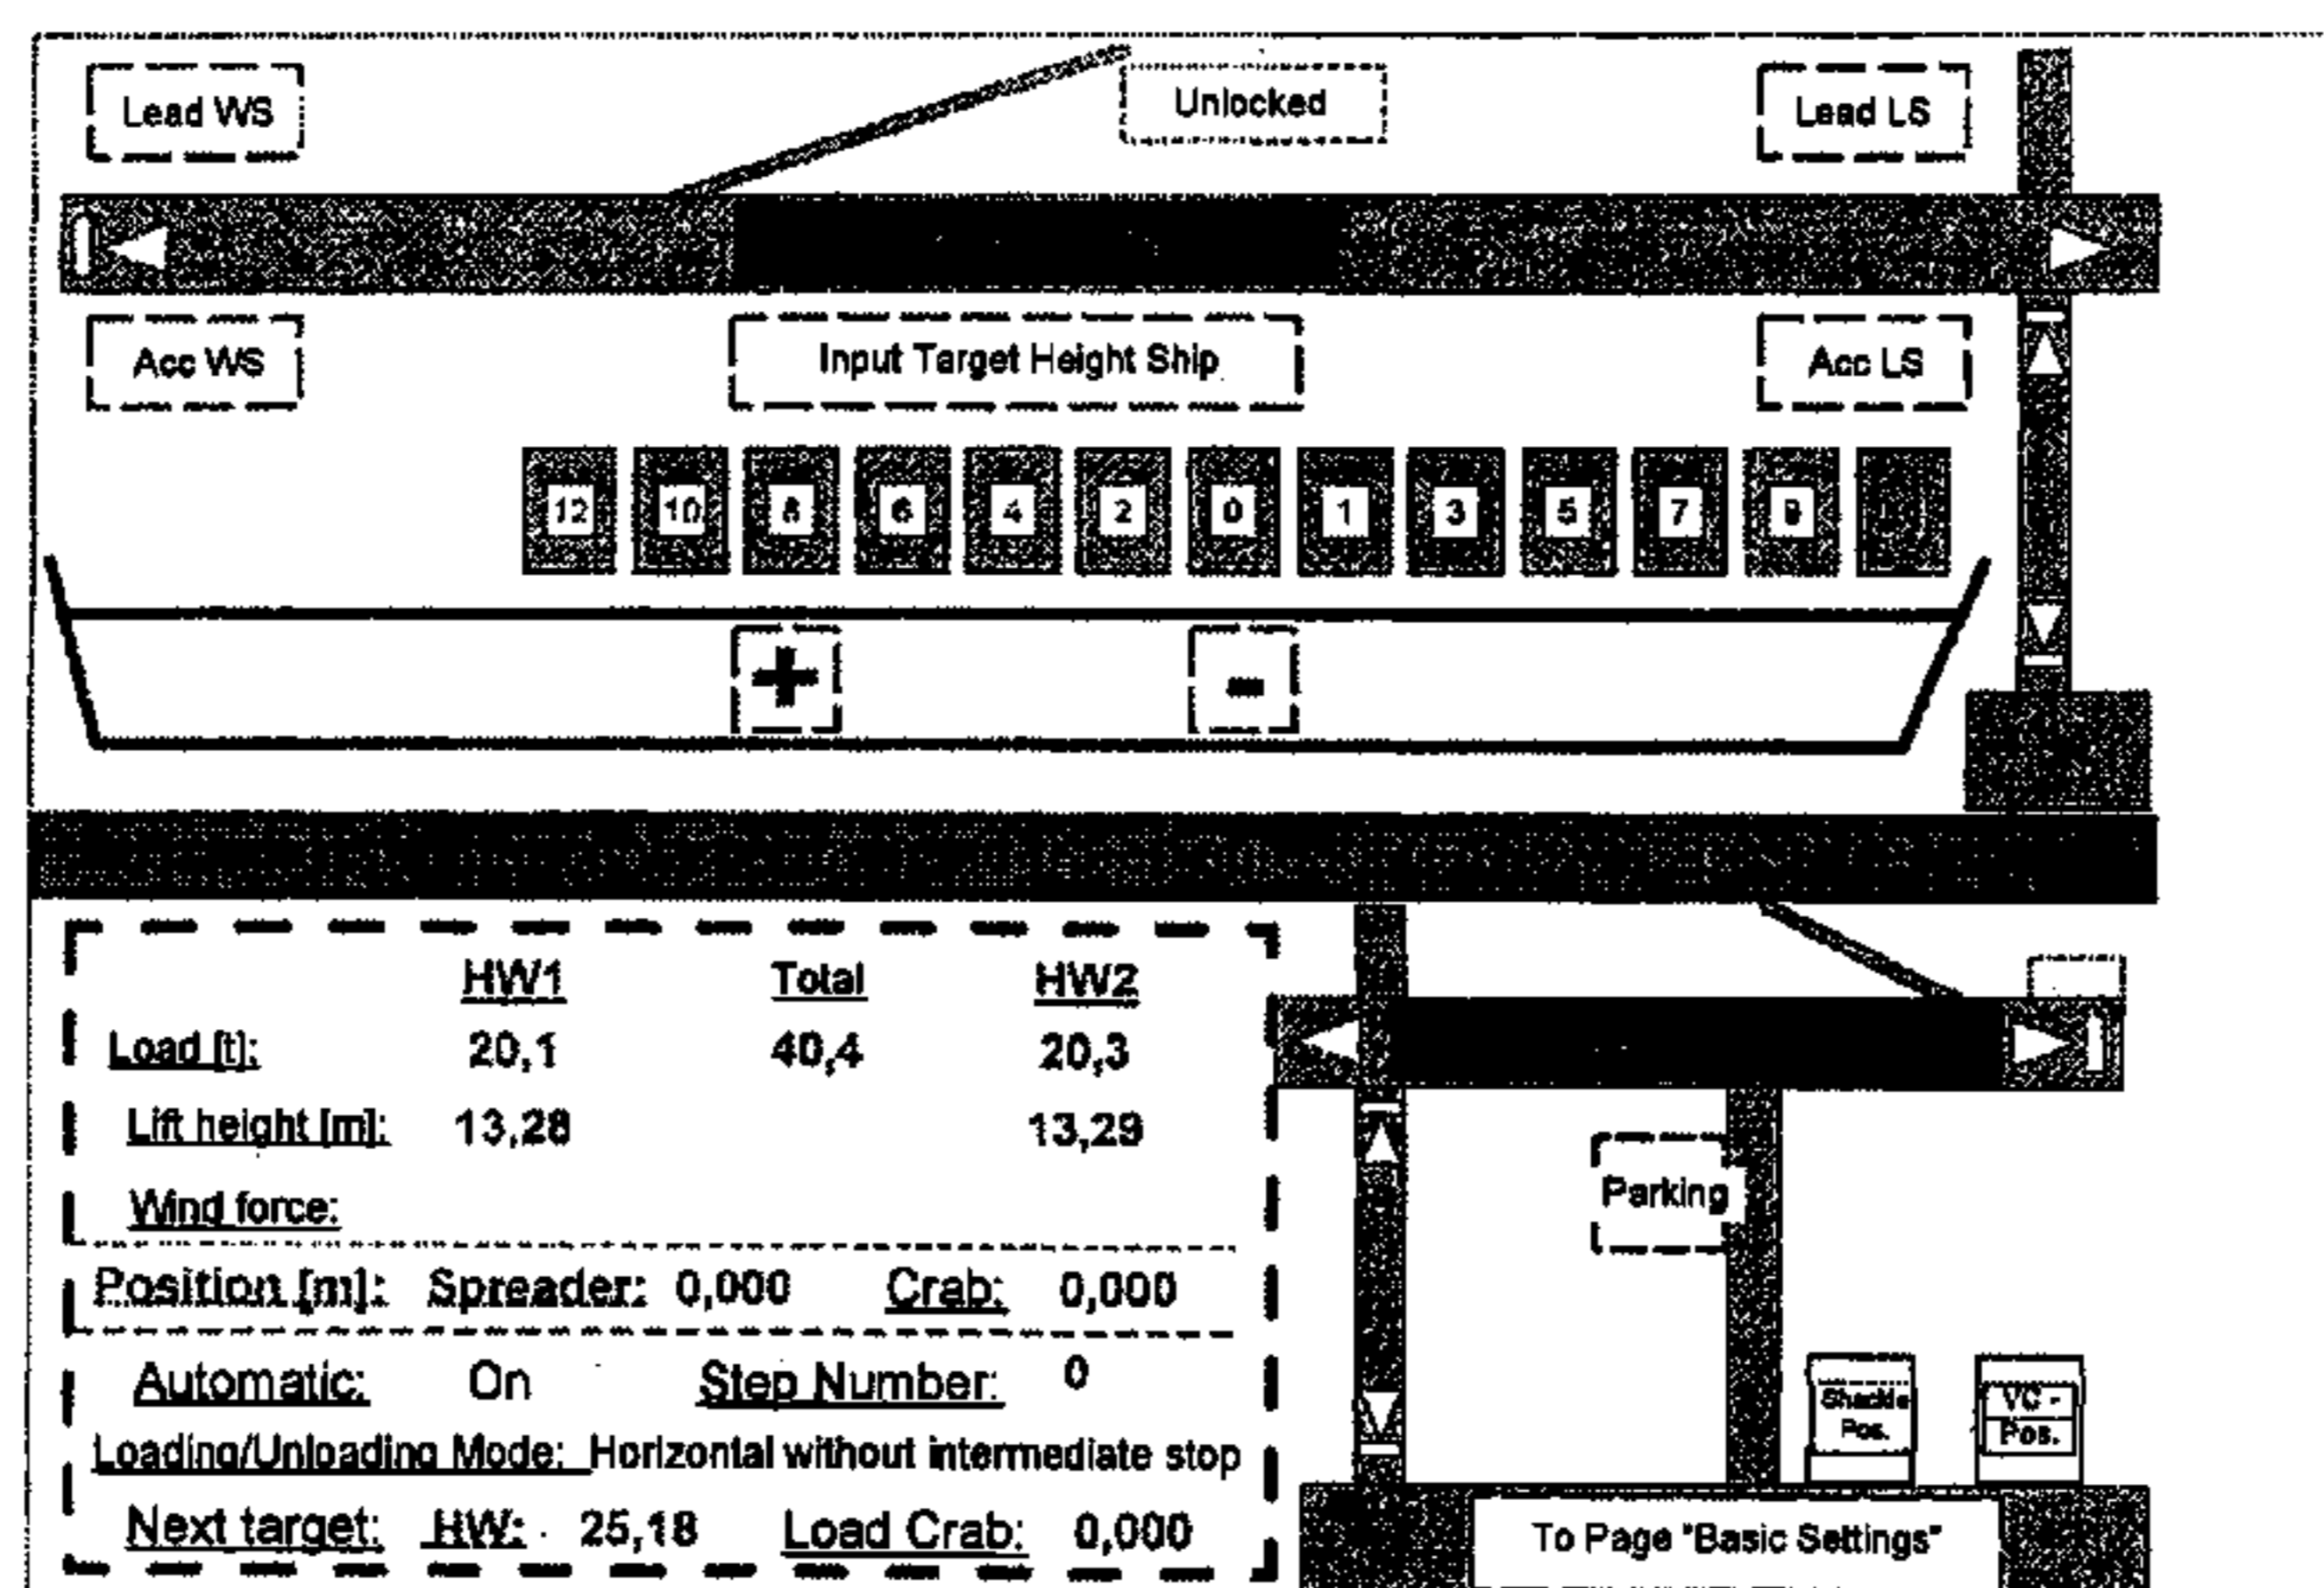 Lead WS
Unlocked
Lead LS
Acc WS
Input Target Height Ship
Acc LS
12 10 8 6 4 2 0 1 3 5 7 9
+ -
HW1 Total HW2
Load [t]: 20,1 40,4 20,3
Lift height [m]: 13,28 13,29
Wind force:
Position [m]: Spreader: 0,000 Crab: 0,000
Automatic: On Step Number: 0
Loading/Unloading Mode: Horizontal without intermediate stop
Next target: HW: 25,18 Load Crab: 0,000
Parking
Shackle
Pos.
VC -
Pos.
To Page "Basic Settings"